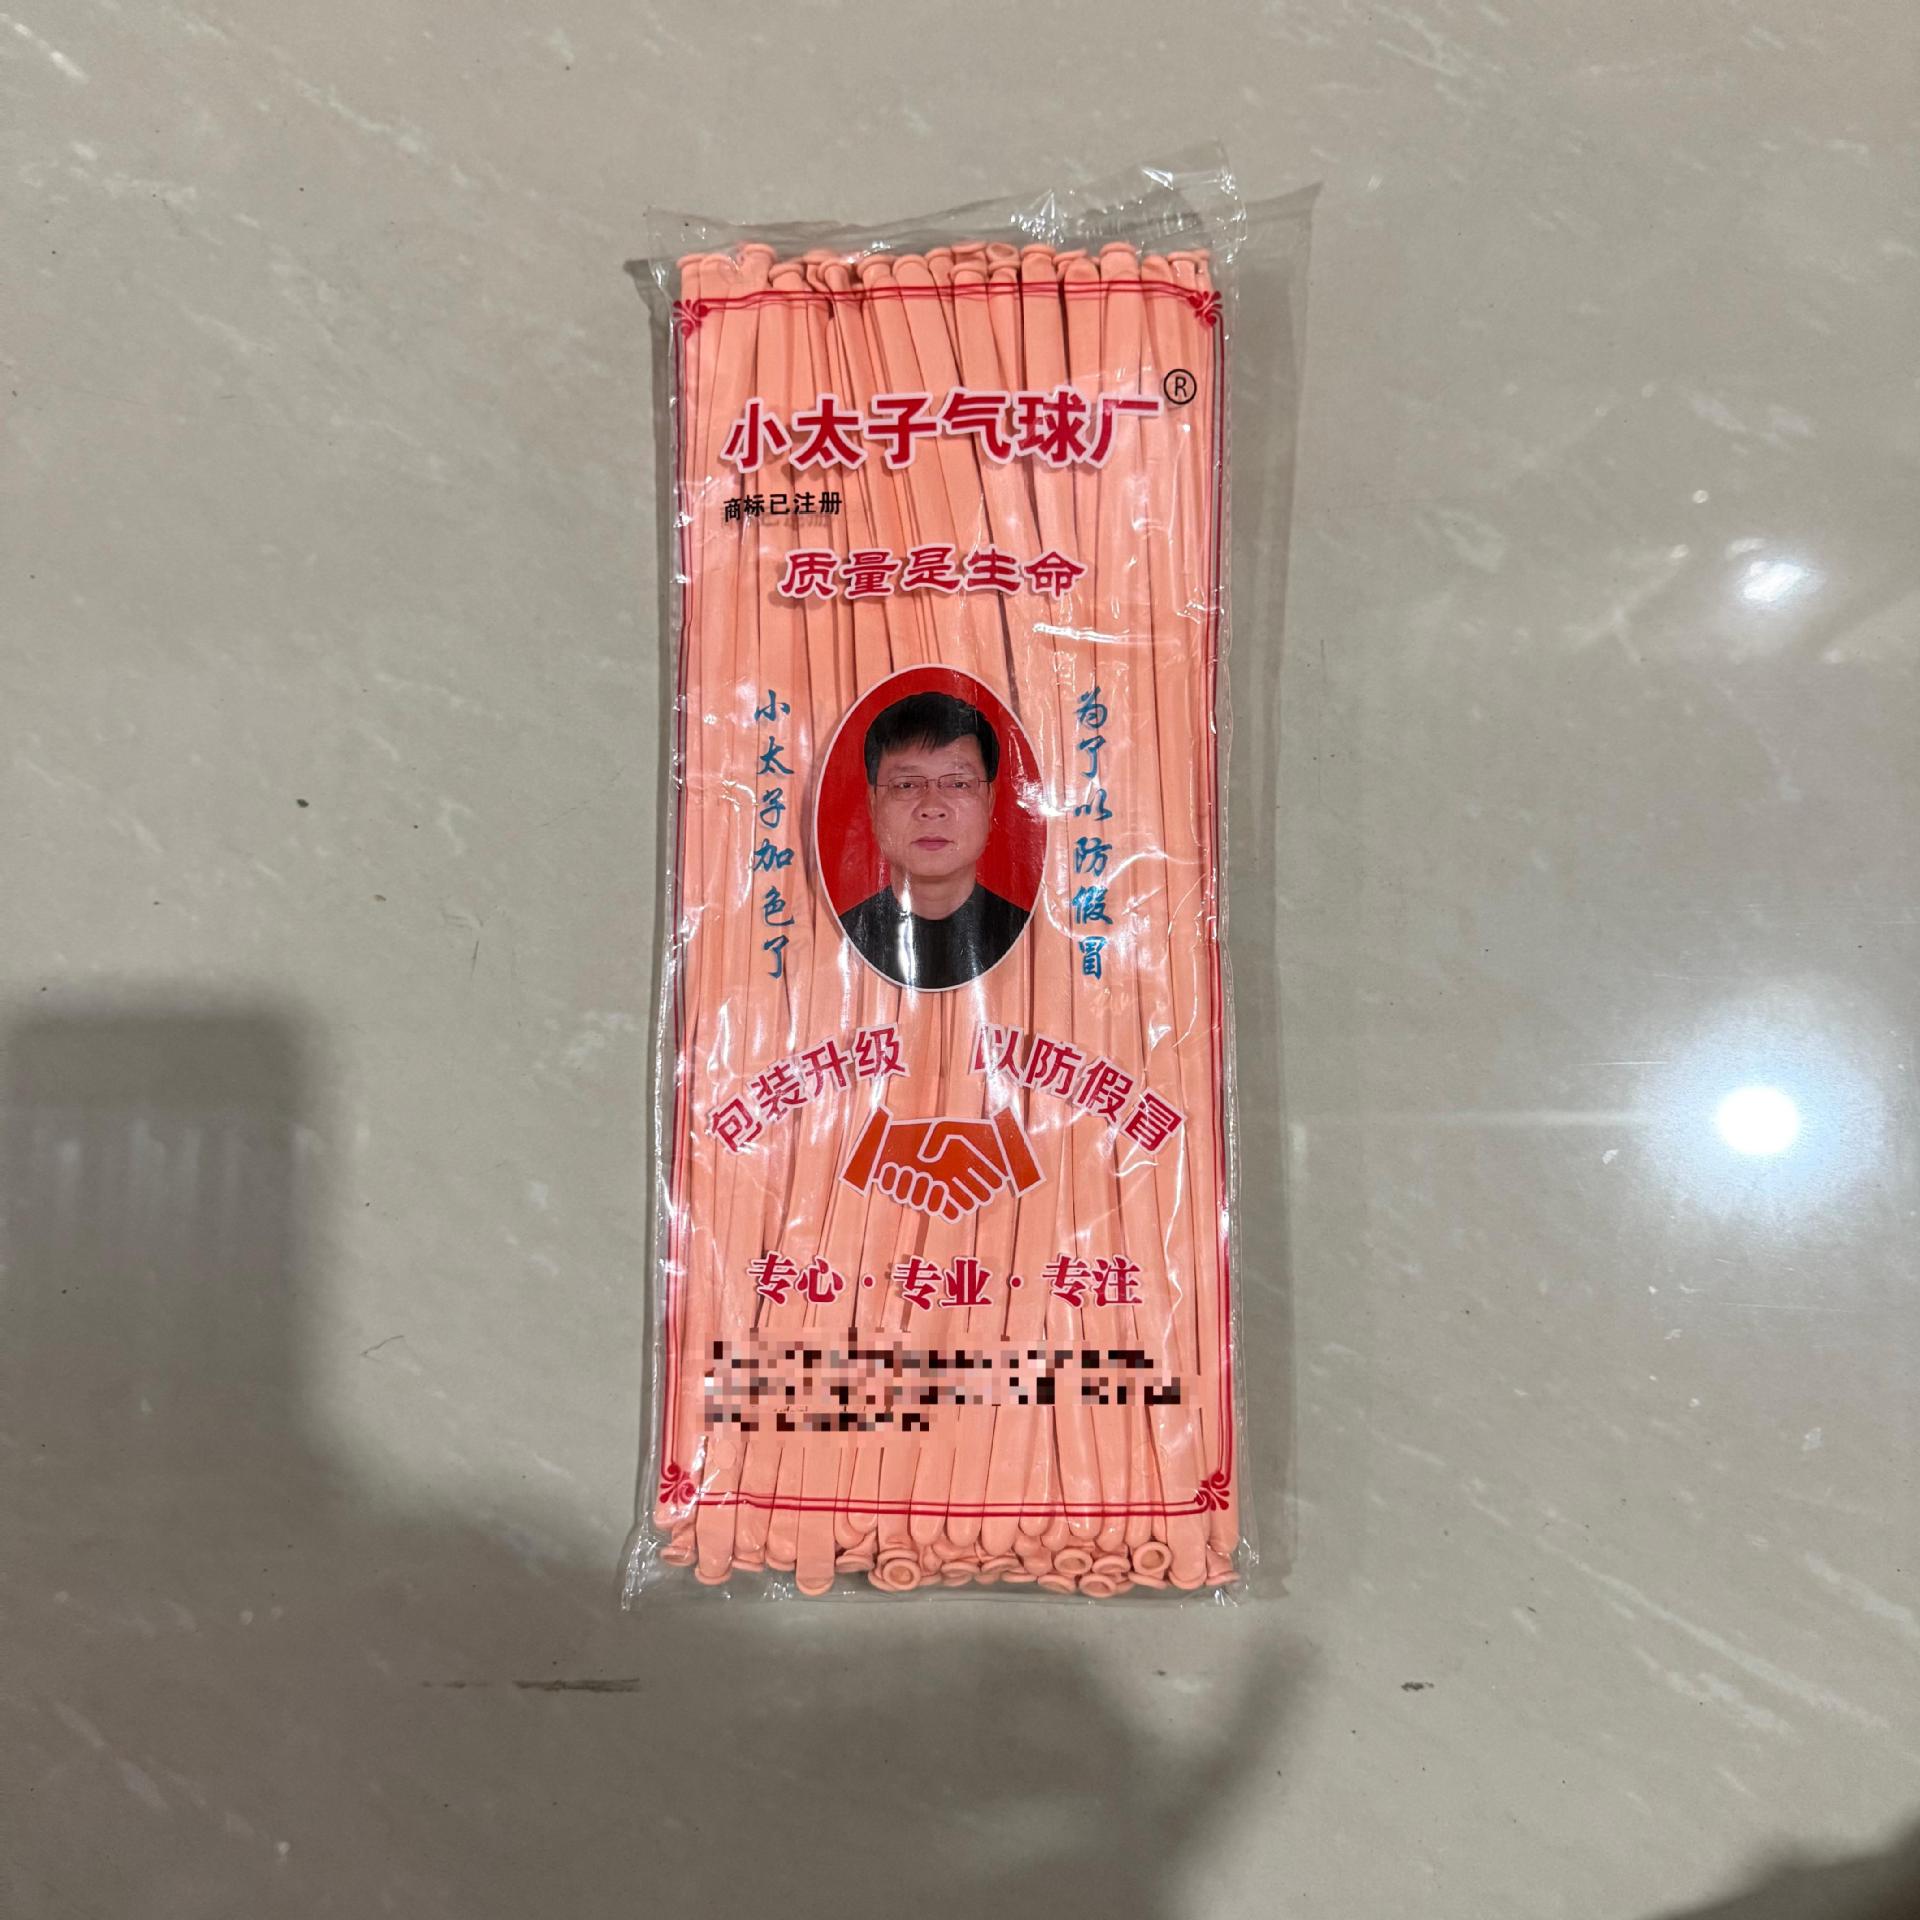 小太子气球厂®
商标已注册
质量是生命
小太子加色了
为了以防假冒
包装升级 以防假冒
专心·专业·专注